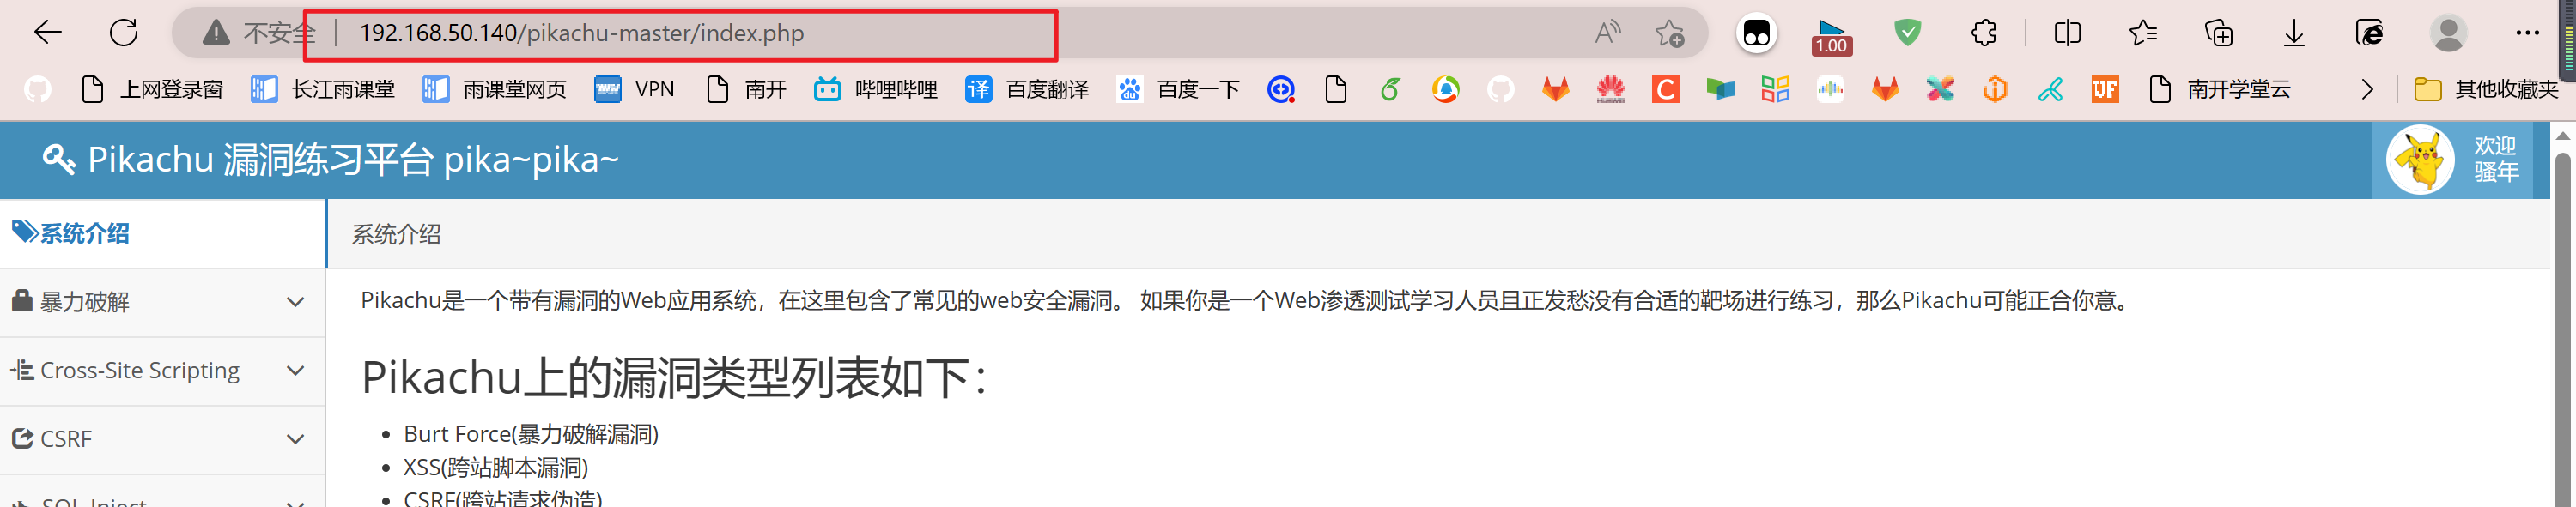 不安全 192.168.50.140/pikachu-master/index.php
1.00
上网登录窗 长江雨课堂 雨课堂网页 VPN 南开 哔哩哔哩 译 百度翻译 百度一下 南开学堂云 其他收藏夹
Pikachu 漏洞练习平台 pika~pika~
欢迎
骚年
系统介绍
系统介绍
暴力破解
Pikachu是一个带有漏洞的Web应用系统，在这里包含了常见的web安全漏洞。 如果你是一个Web渗透测试学习人员且正发愁没有合适的靶场进行练习，那么Pikachu可能正合你意。
Cross-Site Scripting
Pikachu上的漏洞类型列表如下：
CSRF
Burt Force(暴力破解漏洞)
XSS(跨站脚本漏洞)
CSRF(跨站请求伪造)
SQL-Inject